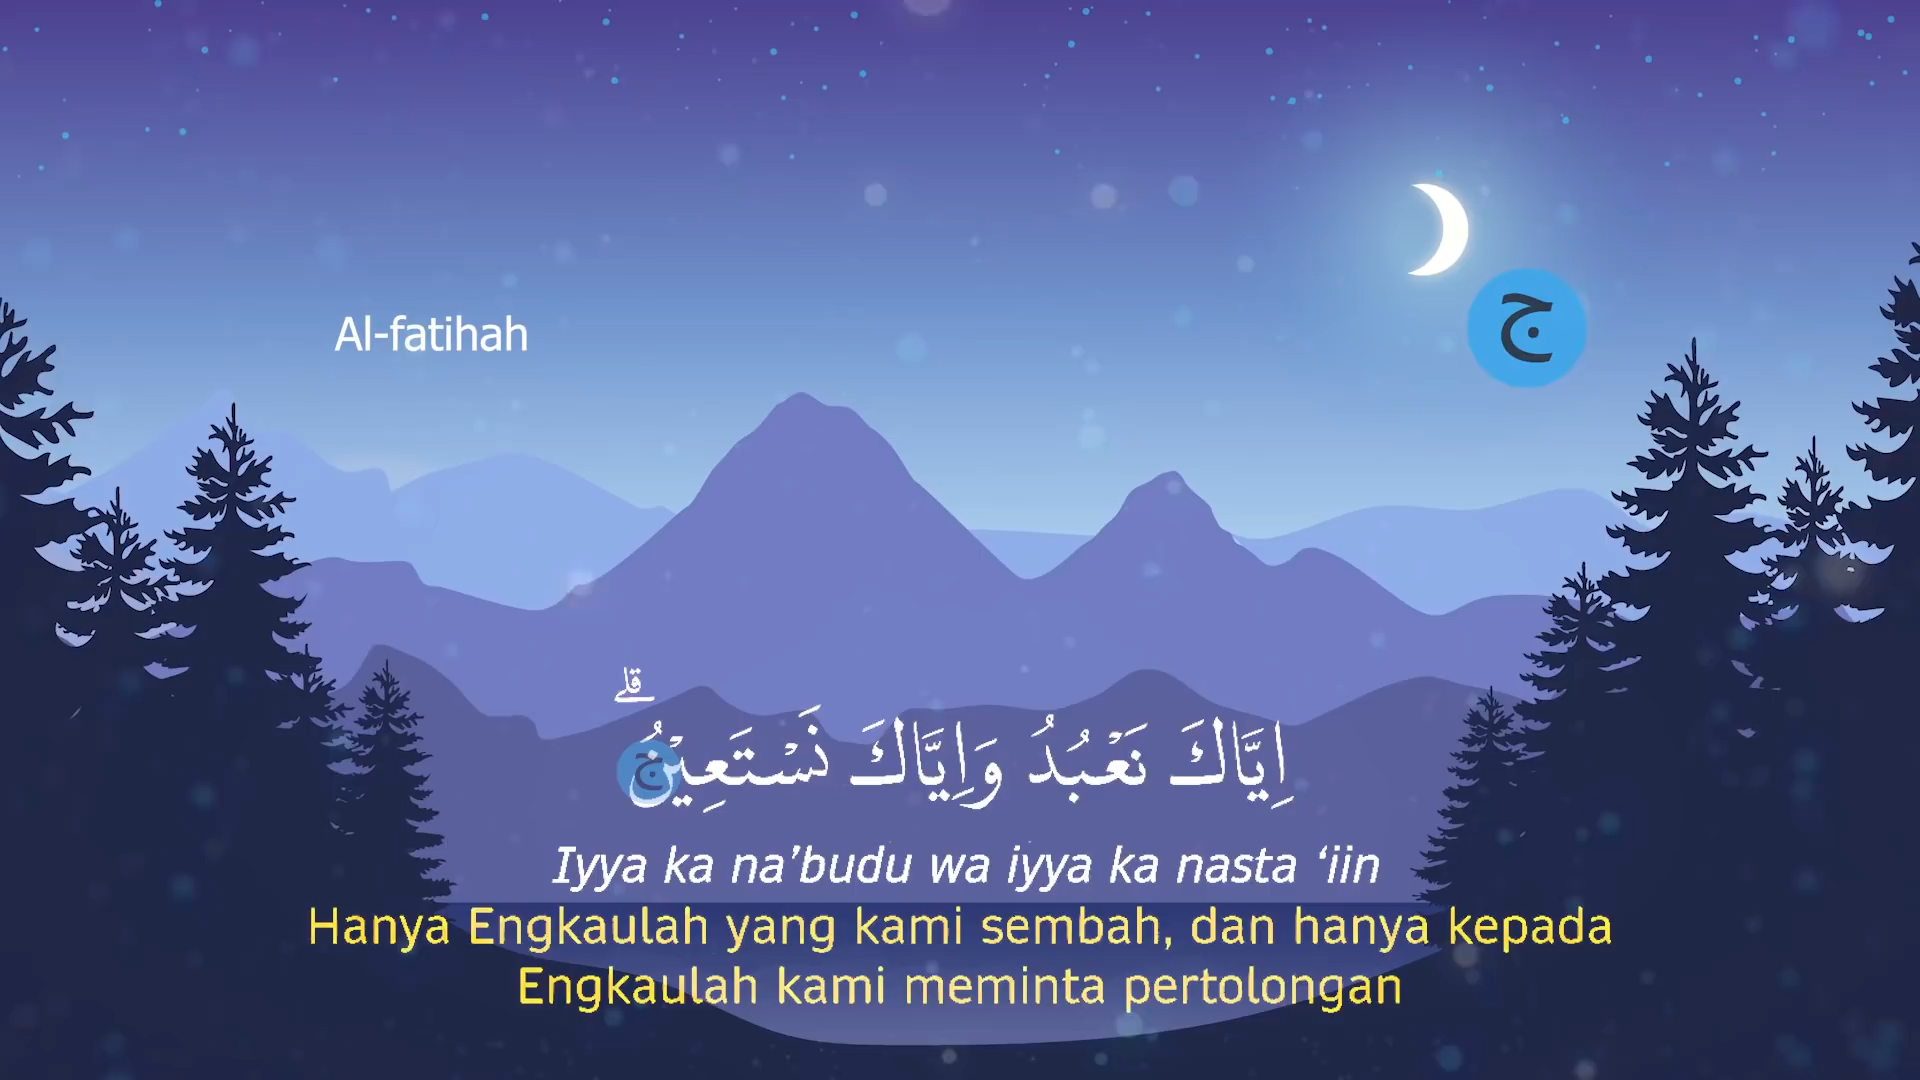 Al-fatihah
ج
اِيَّاكَ نَعْبُدُ وَاِيَّاكَ نَسْتَعِيْنُۗ
ج
Iyya ka na’budu wa iyya ka nasta ‘iin
Hanya Engkaulah yang kami sembah, dan hanya kepada
Engkaulah kami meminta pertolongan